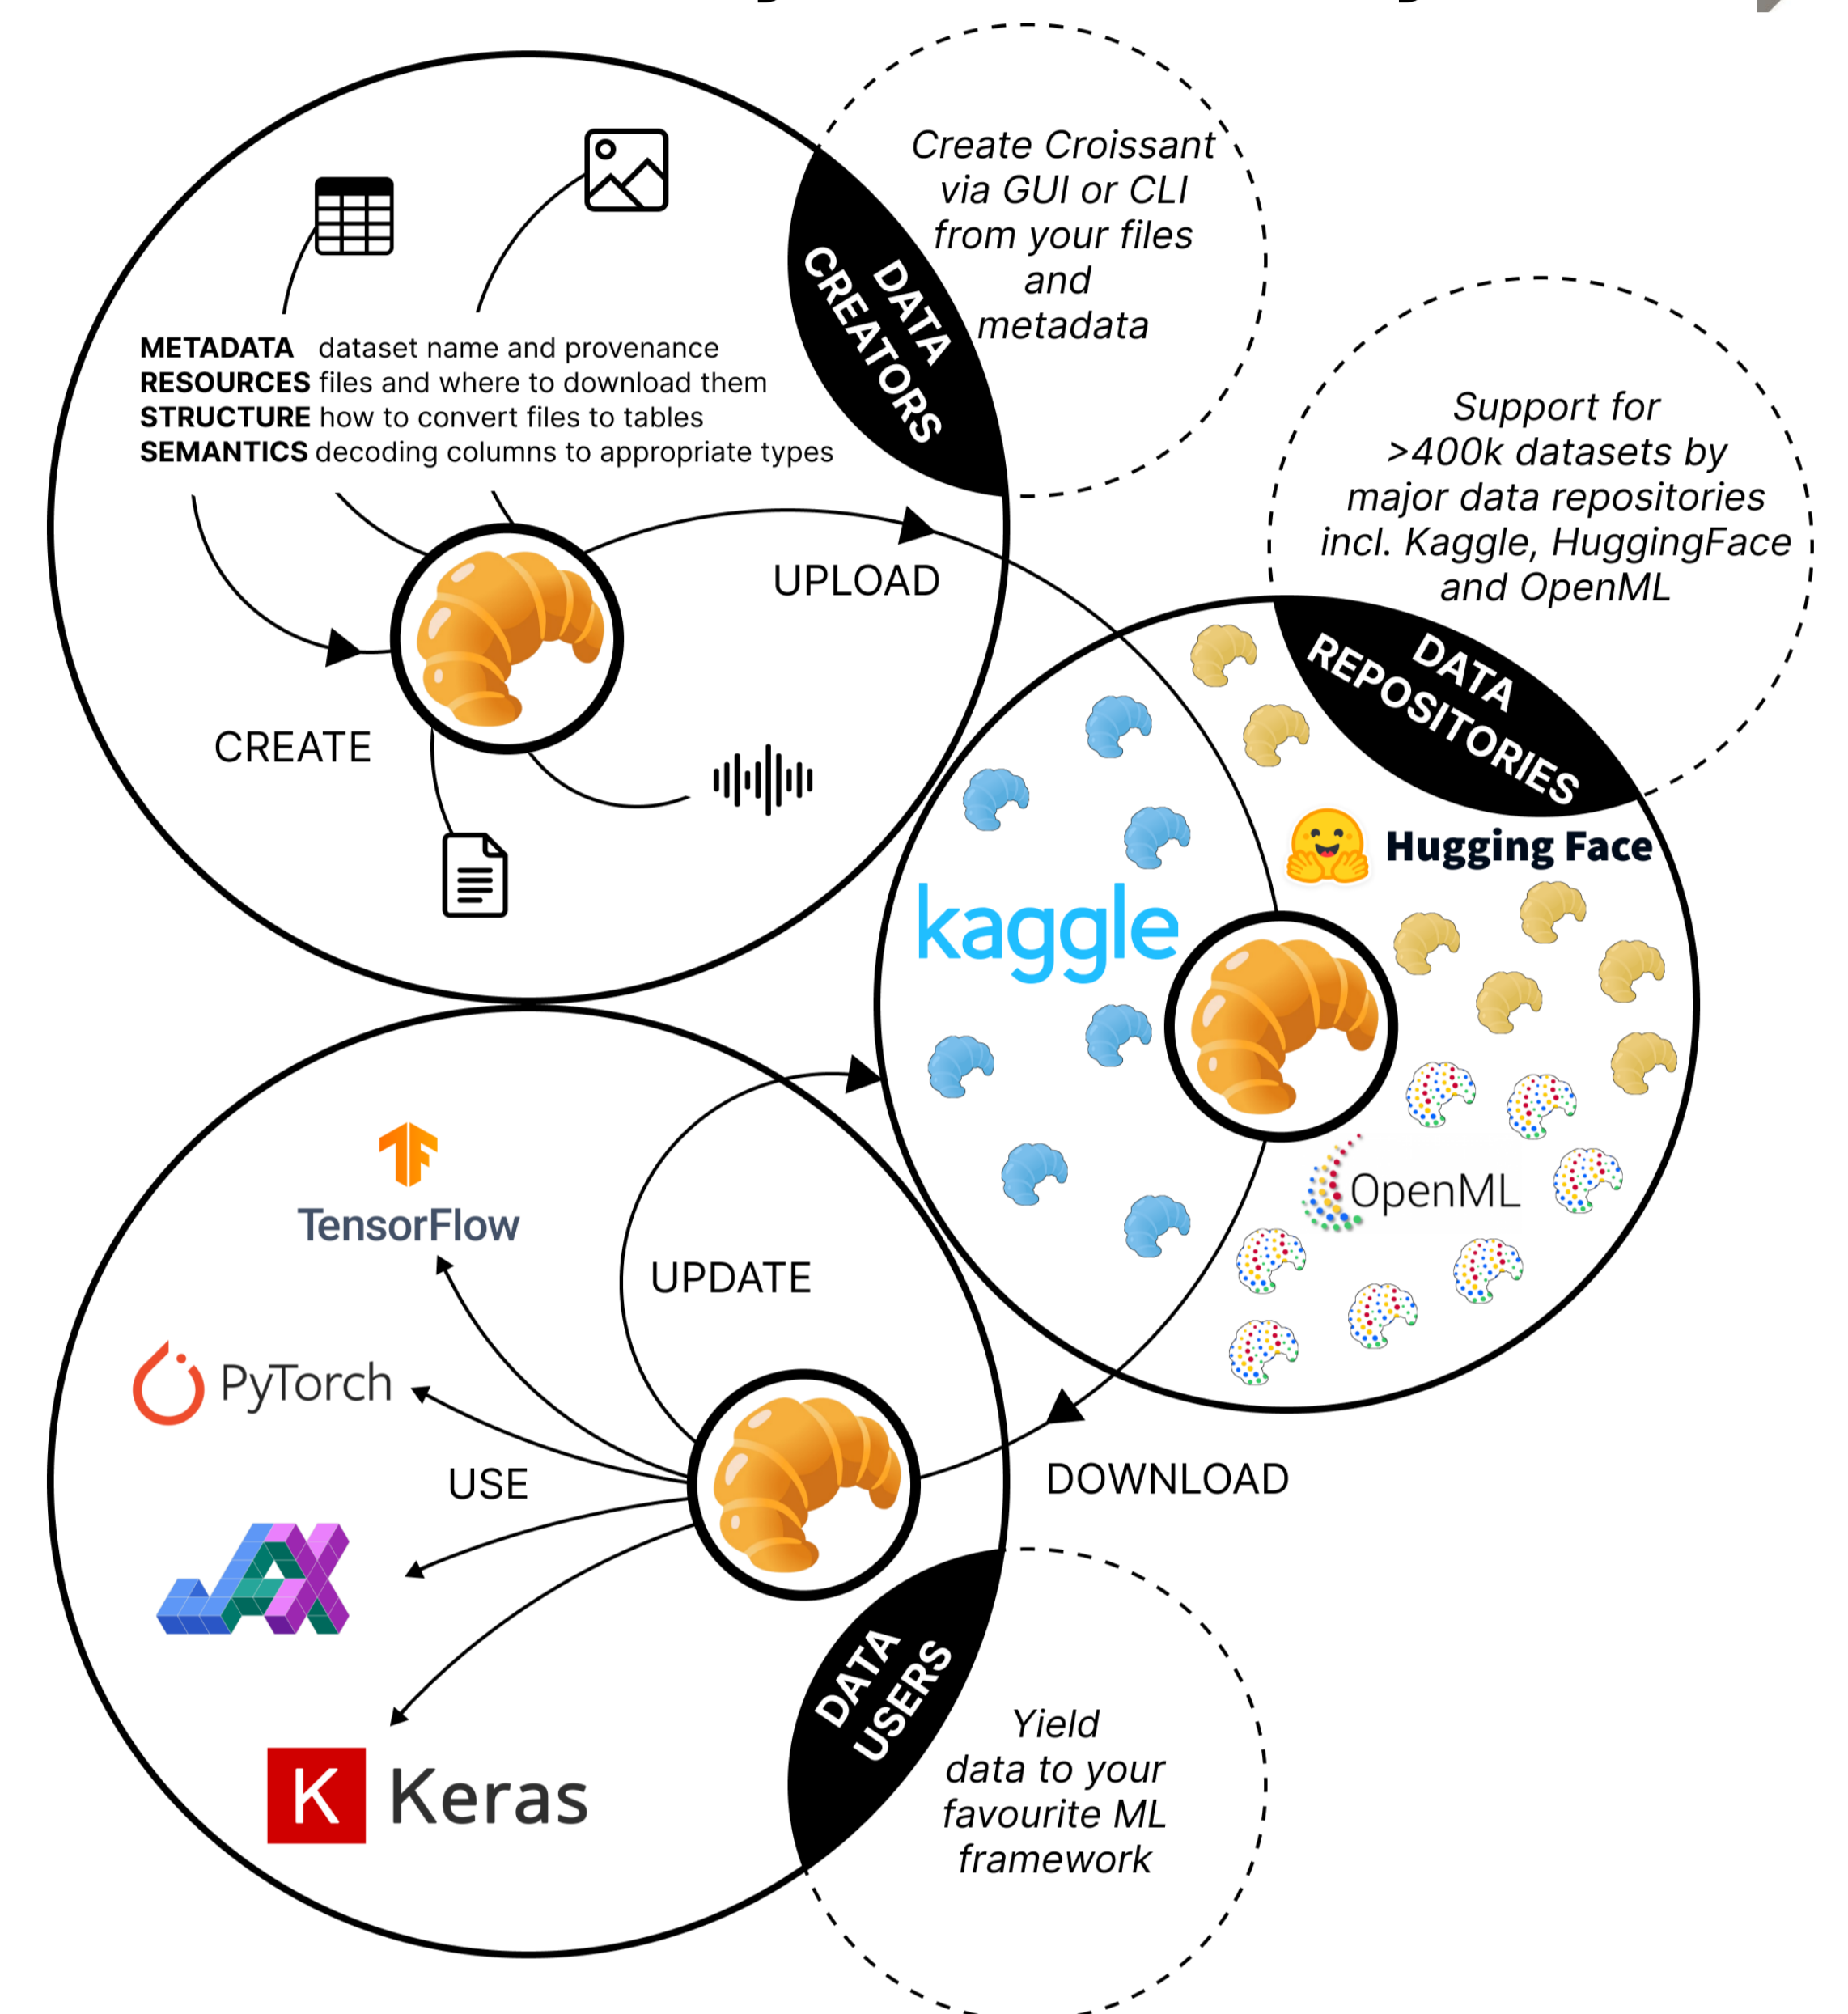 Create Croissant
via GUI or CLI
from your files
and
metadata
DATA
CREATORS
METADATA dataset name and provenance
RESOURCES files and where to download them
STRUCTURE how to convert files to tables
SEMANTICS decoding columns to appropriate types
UPLOAD
CREATE
Support for
>400k datasets by
major data repositories
incl. Kaggle, HuggingFace
and OpenML
DATA
REPOSITORIES
Hugging Face
kaggle
OpenML
TensorFlow
UPDATE
PyTorch
USE
DOWNLOAD
JAX
DATA
USERS
K Keras
Yield
data to your
favourite ML
framework